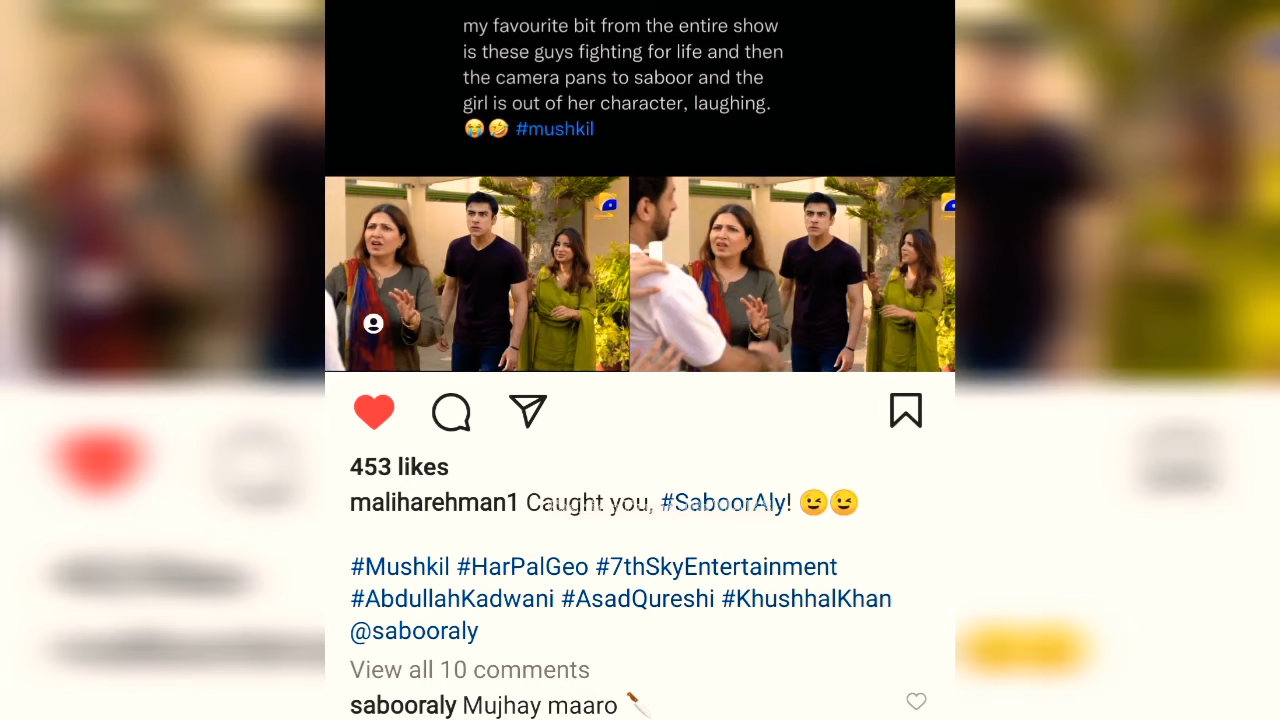 my favourite bit from the entire show
is these guys fighting for life and then
the camera pans to saboor and the
girl is out of her character, laughing.
😭🤣 #mushkil
453 likes
maliharehman1 Caught you, #SaboorAly! 😉😉
#Mushkil #HarPalGeo #7thSkyEntertainment
#AbdullahKadwani #AsadQureshi #KhushhalKhan
@sabooraly
View all 10 comments
sabooraly Mujhay maaro 🔪